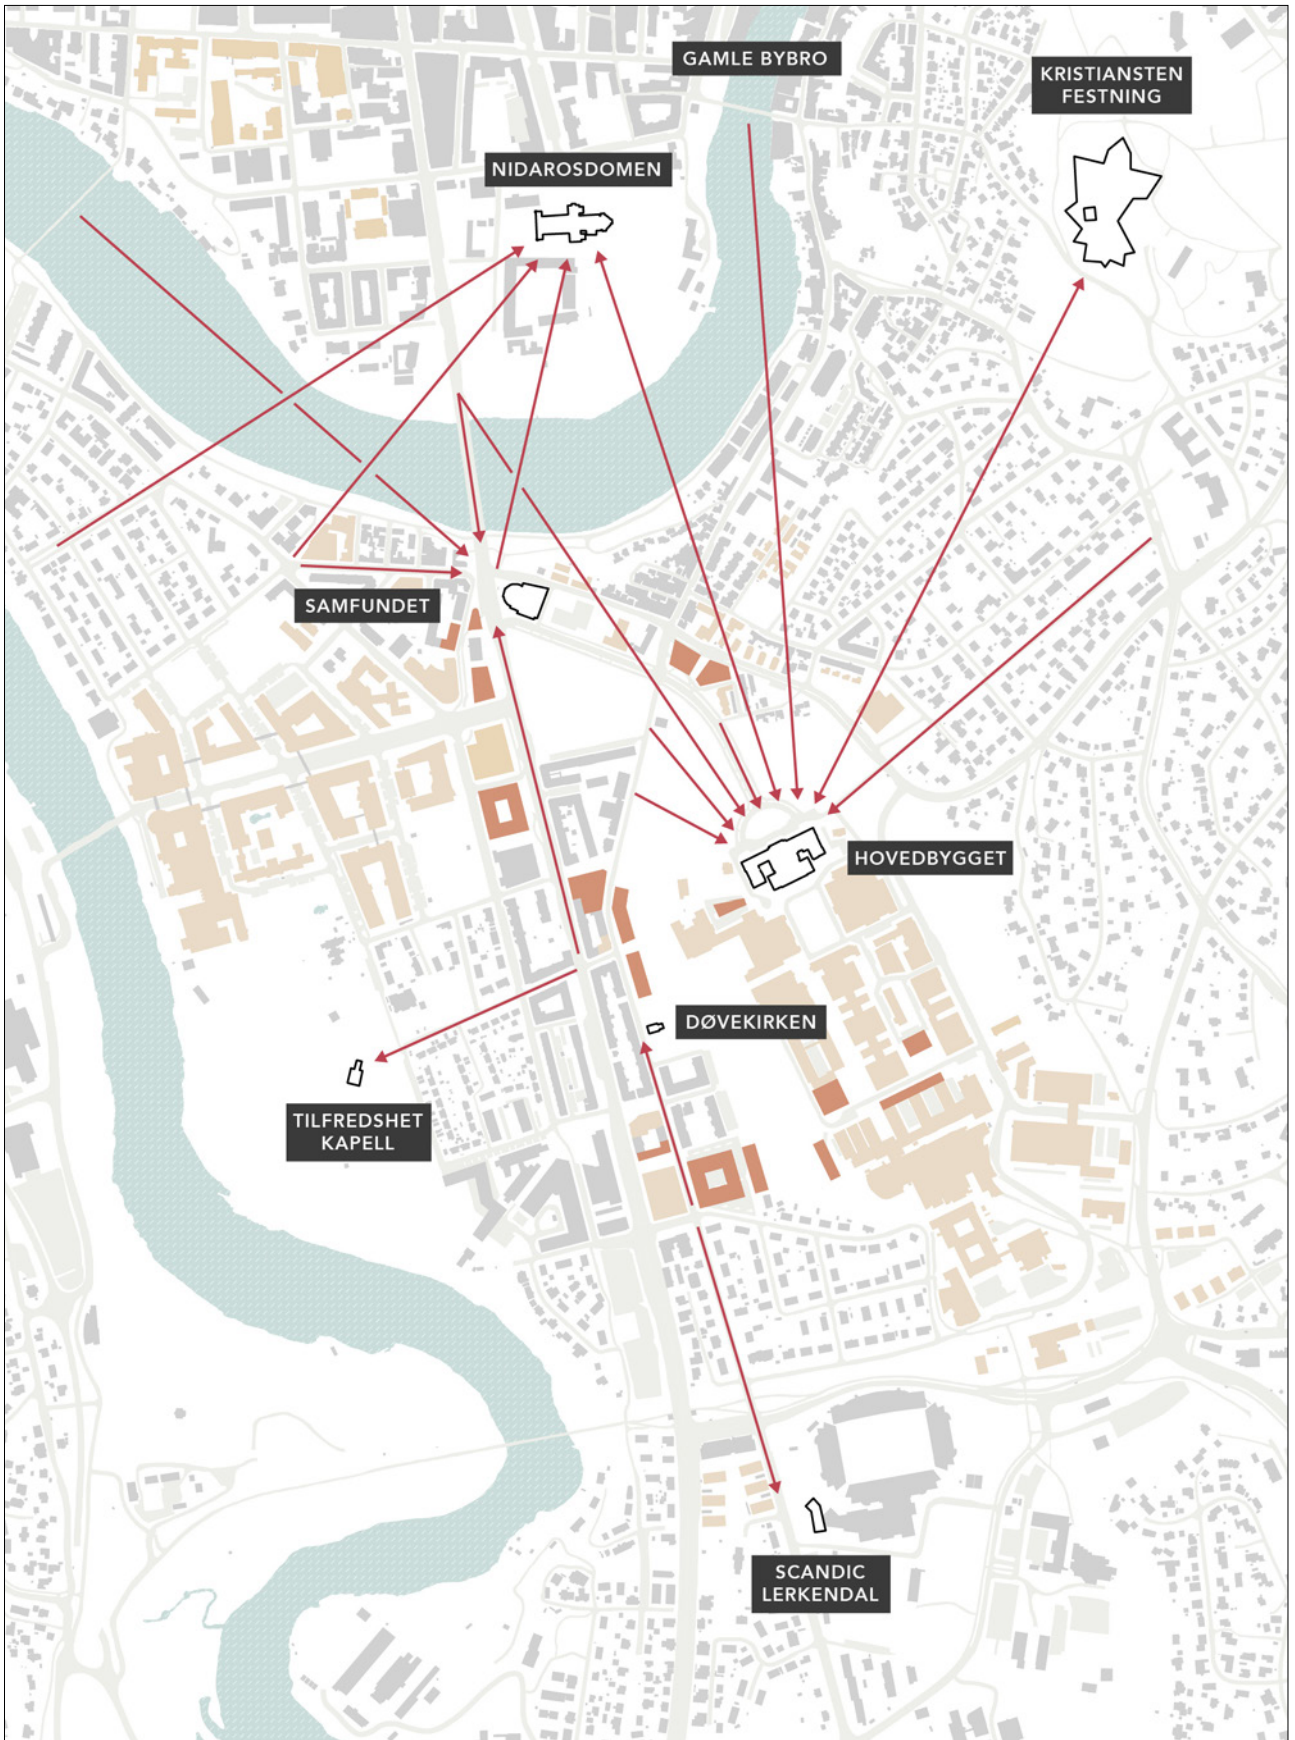 GAMLE BYBRO
KRISTIANSTEN
FESTNING
NIDAROSDOMEN
SAMFUNDET
HOVEDBYGGET
DØVEKIRKEN
TILFREDSHET
KAPELL
SCANDIC
LERKENDAL